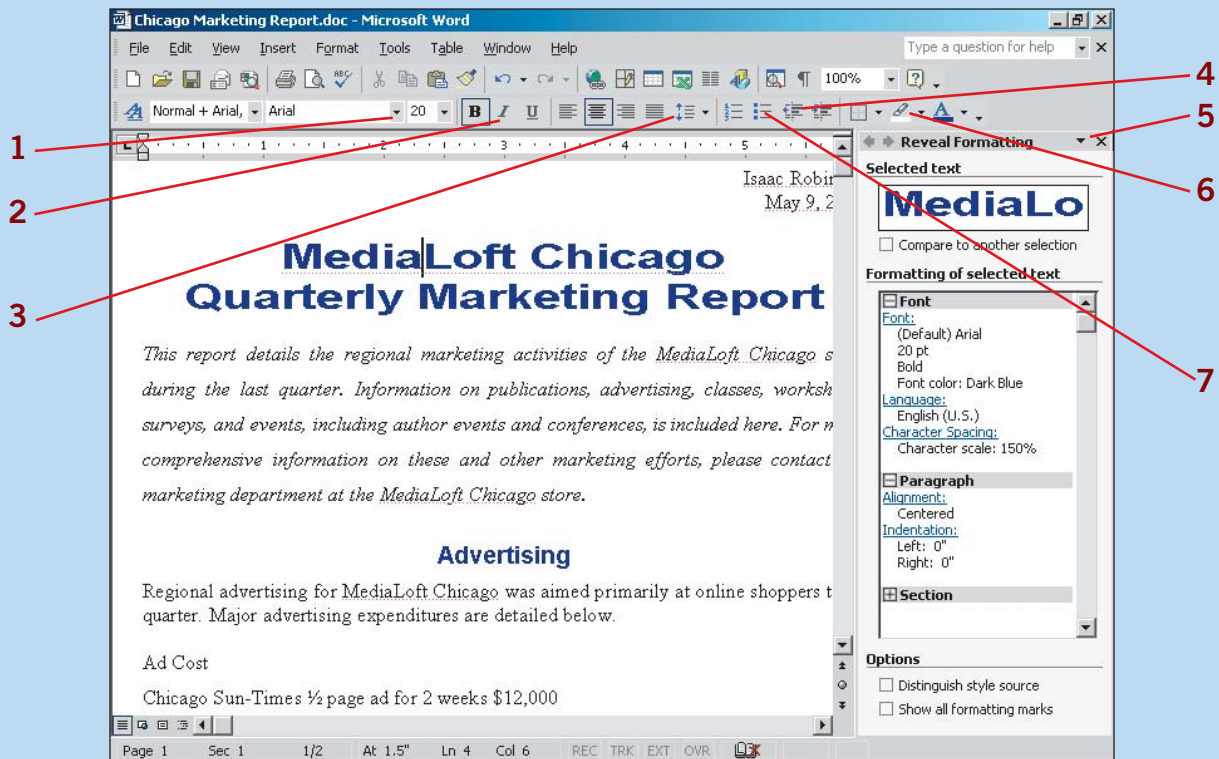 Chicago Marketing Report.doc - Microsoft Word
File Edit View Insert Format Tools Table Window Help Type a question for help
ABC 100%
Normal + Arial, Arial 20 B I U A
1
2
3
4
5
6
7
L 1 2 3 4 5
Isaac Robin
May 9, 2
MediaLoft Chicago
Quarterly Marketing Report
This report details the regional marketing activities of the MediaLoft Chicago s
during the last quarter. Information on publications, advertising, classes, worksh
surveys, and events, including author events and conferences, is included here. For m
comprehensive information on these and other marketing efforts, please contact
marketing department at the MediaLoft Chicago store.
Advertising
Regional advertising for MediaLoft Chicago was aimed primarily at online shoppers t
quarter. Major advertising expenditures are detailed below.
Ad Cost
Chicago Sun-Times ½ page ad for 2 weeks $12,000
Reveal Formatting
Selected text
MediaLo
Compare to another selection
Formatting of selected text
Font
Font:
(Default) Arial
20 pt
Bold
Font color: Dark Blue
Language:
English (U.S.)
Character Spacing:
Character scale: 150%
Paragraph
Alignment:
Centered
Indentation:
Left: 0"
Right: 0"
Section
Options
Distinguish style source
Show all formatting marks
Page 1 Sec 1 1/2 At 1.5" Ln 4 Col 6 REC TRK EXT OVR